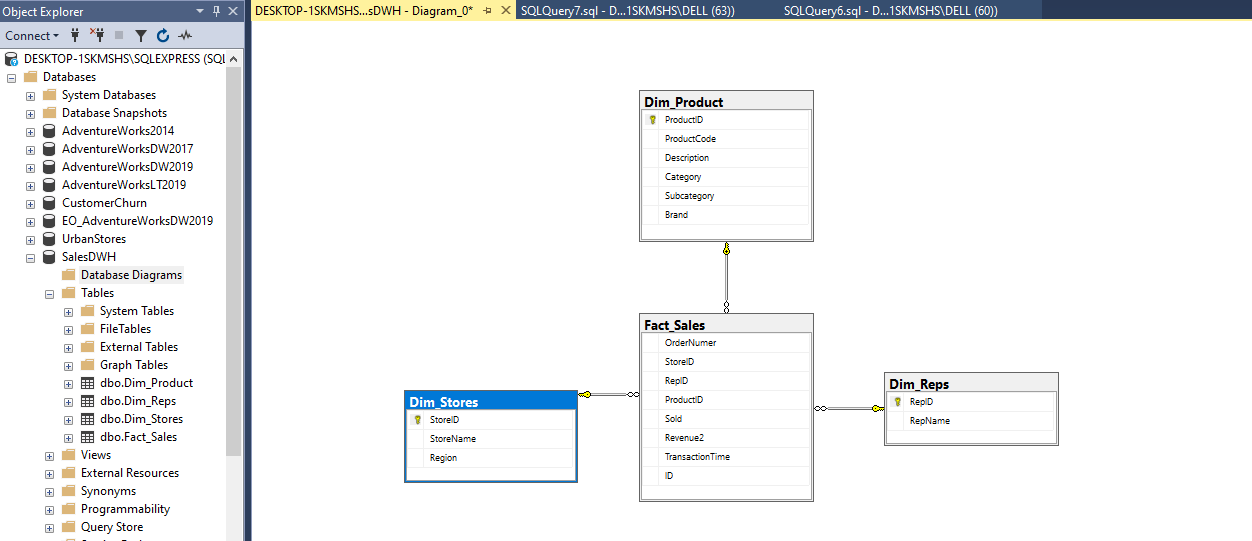 Object Explorer
Connect
DESKTOP-1SKMSHS\SQLEXPRESS (SQL
Databases
System Databases
Database Snapshots
AdventureWorks2014
AdventureWorksDW2017
AdventureWorksDW2019
AdventureWorksLT2019
CustomerChurn
EO_AdventureWorksDW2019
UrbanStores
SalesDWH
Database Diagrams
Tables
System Tables
FileTables
External Tables
Graph Tables
dbo.Dim_Product
dbo.Dim_Reps
dbo.Dim_Stores
dbo.Fact_Sales
Views
External Resources
Synonyms
Programmability
Query Store
DESKTOP-1SKMSHS...sDWH - Diagram_0*
SQLQuery7.sql - D...1SKMSHS\DELL (63))
SQLQuery6.sql - D...1SKMSHS\DELL (60))
Dim_Product
ProductID
ProductCode
Description
Category
Subcategory
Brand
Fact_Sales
OrderNumer
StoreID
RepID
ProductID
Sold
Revenue2
TransactionTime
ID
Dim_Stores
StoreID
StoreName
Region
Dim_Reps
RepID
RepName